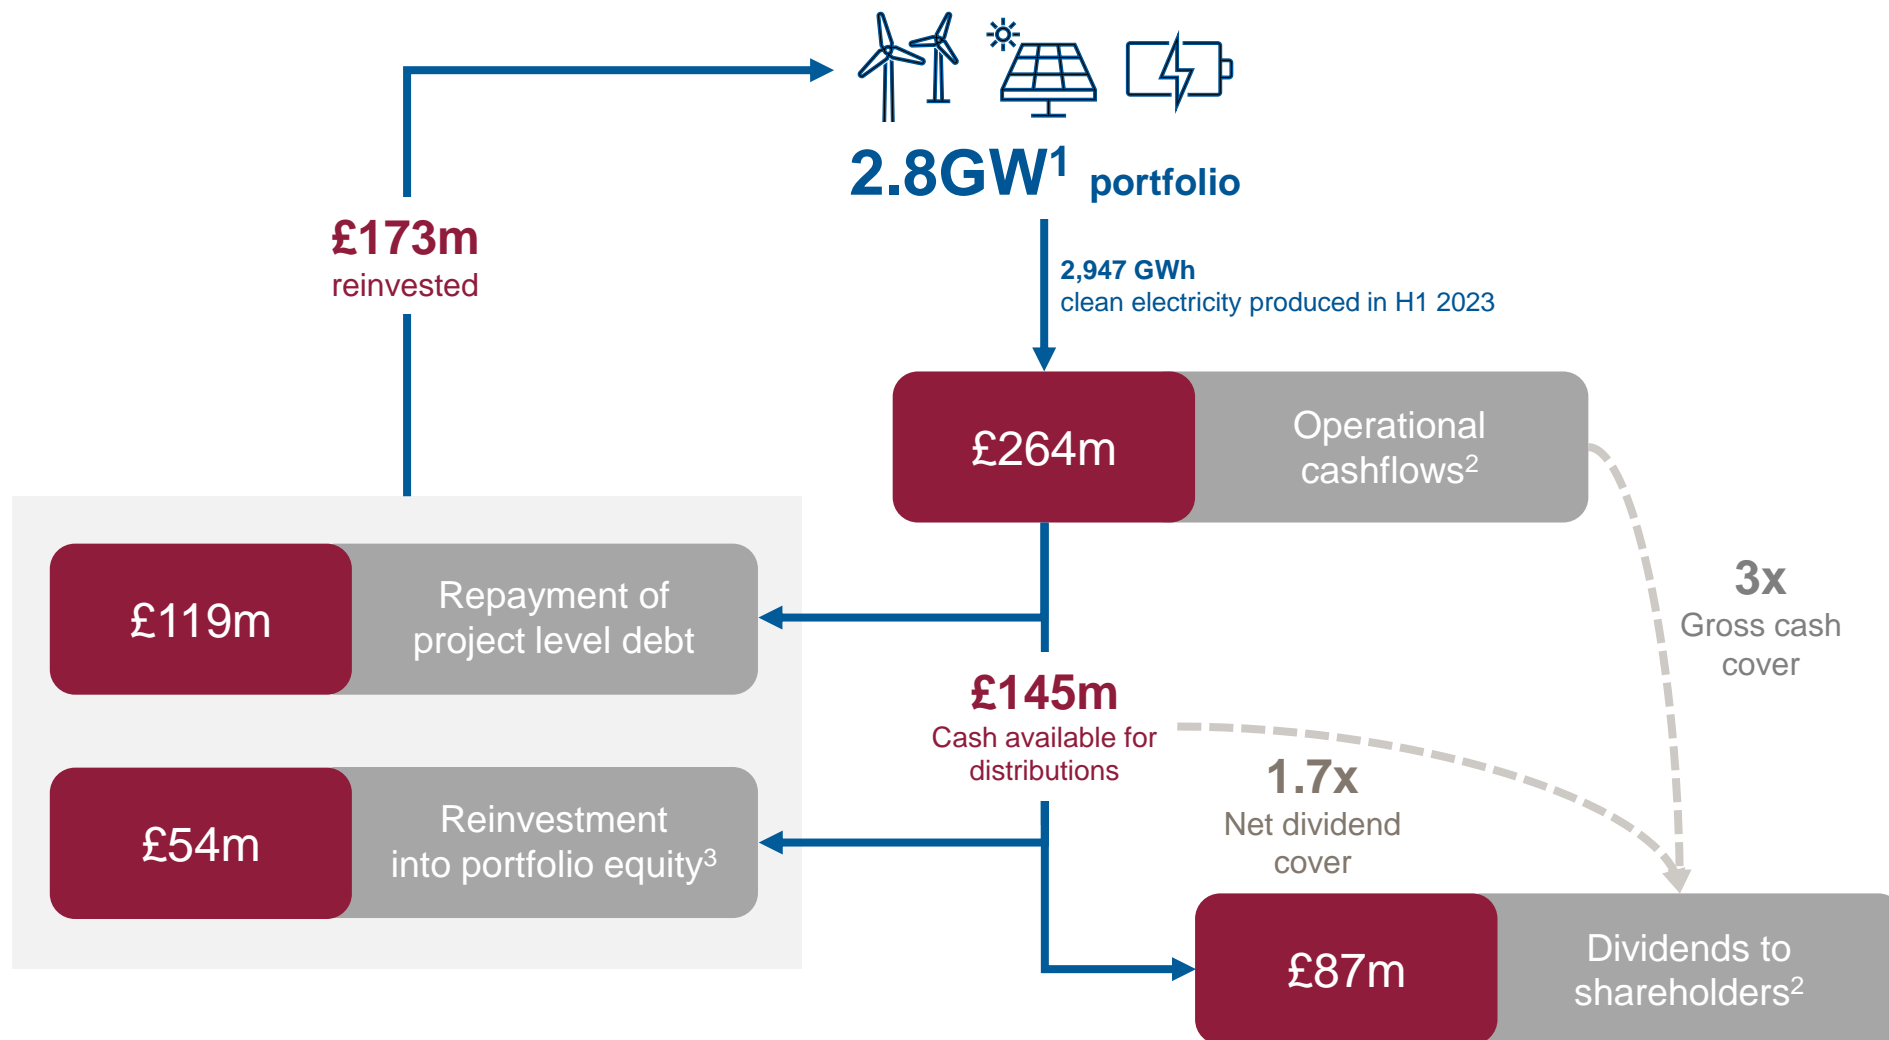 2.8GW¹ portfolio
£173m
reinvested
2,947 GWh
clean electricity produced in H1 2023
£264m
Operational
cashflows²
£119m
Repayment of
project level debt
3x
Gross cash
cover
£145m
Cash available for
distributions
1.7x
Net dividend
cover
£54m
Reinvestment
into portfolio equity³
£87m
Dividends to
shareholders²